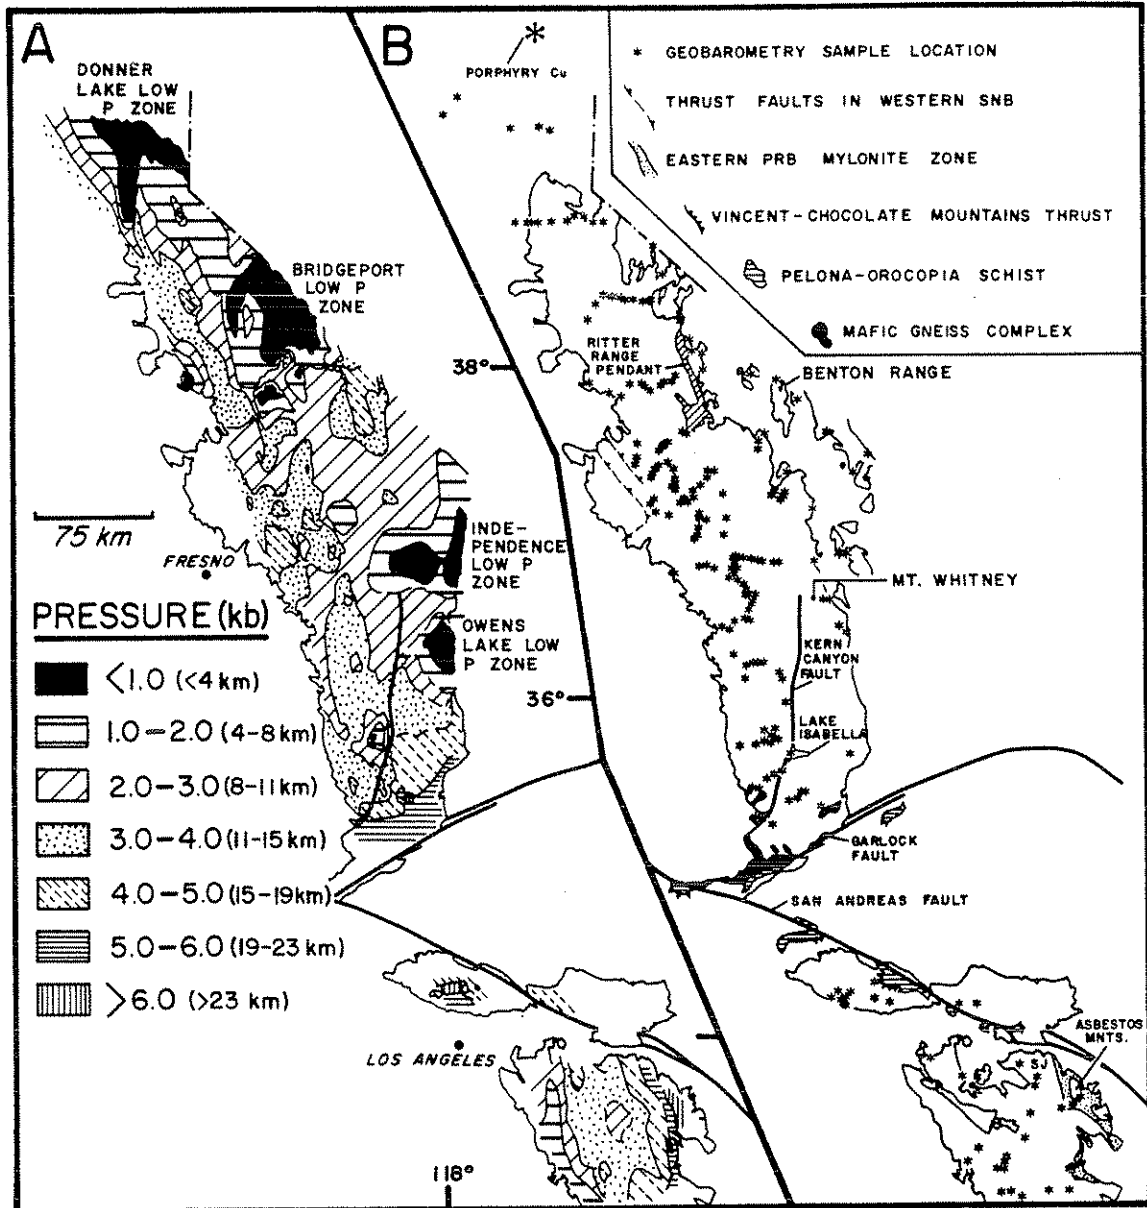 A
DONNER
LAKE LOW
P ZONE
BRIDGEPORT
LOW P
ZONE
75 km
FRESNO
INDE-
PENDENCE
LOW P
ZONE
OWENS
LAKE LOW
P ZONE
PRESSURE (kb)
<1.0 (<4 km)
1.0-2.0 (4-8 km)
2.0-3.0 (8-11 km)
3.0-4.0 (11-15 km)
4.0-5.0 (15-19 km)
5.0-6.0 (19-23 km)
>6.0 (>23 km)
LOS ANGELES
118°
38°
36°
B
PORPHYRY Cu
* GEOBAROMETRY SAMPLE LOCATION
THRUST FAULTS IN WESTERN SNB
EASTERN PRB MYLONITE ZONE
VINCENT-CHOCOLATE MOUNTAINS THRUST
PELONA-OROCOPIA SCHIST
MAFIC GNEISS COMPLEX
RITTER
RANGE
PENDANT
BENTON RANGE
MT. WHITNEY
KERN
CANYON
FAULT
LAKE
ISABELLA
GARLOCK
FAULT
SAN ANDREAS FAULT
ASBESTOS
MNTS.
SJ